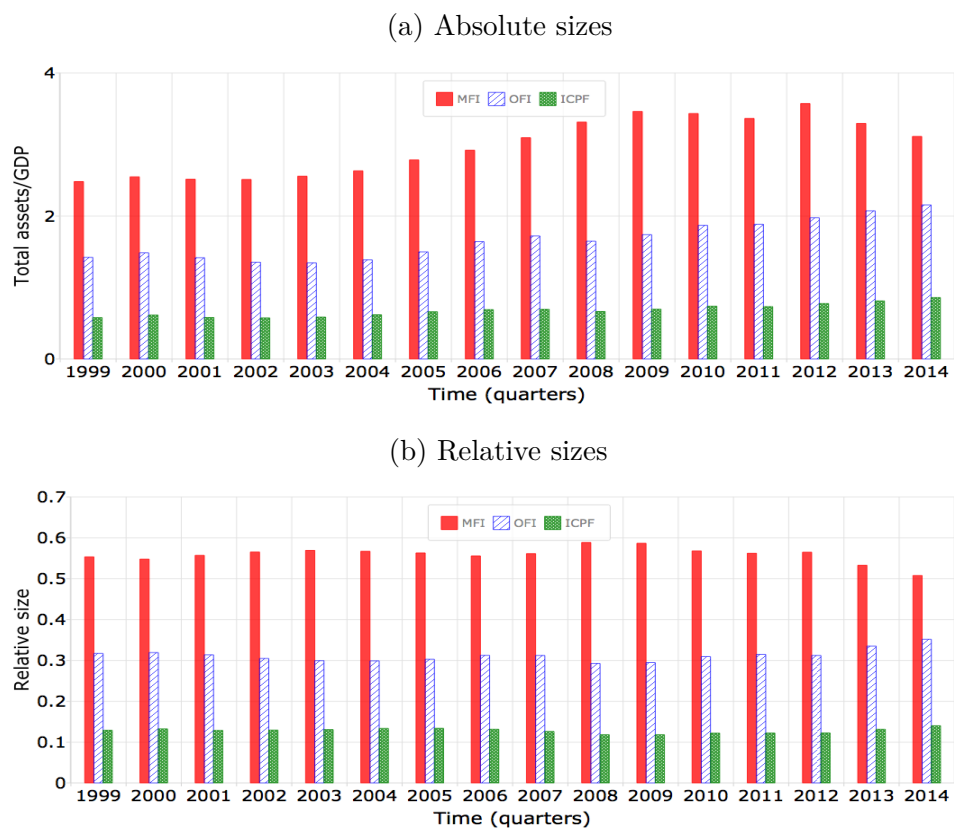 (a) Absolute sizes
4
MFI OFI ICPF
2
0
Total assets/GDP
1999 2000 2001 2002 2003 2004 2005 2006 2007 2008 2009 2010 2011 2012 2013 2014
Time (quarters)
(b) Relative sizes
0.7
MFI OFI ICPF
0.6
0.5
0.4
0.3
0.2
0.1
0
Relative size
1999 2000 2001 2002 2003 2004 2005 2006 2007 2008 2009 2010 2011 2012 2013 2014
Time (quarters)